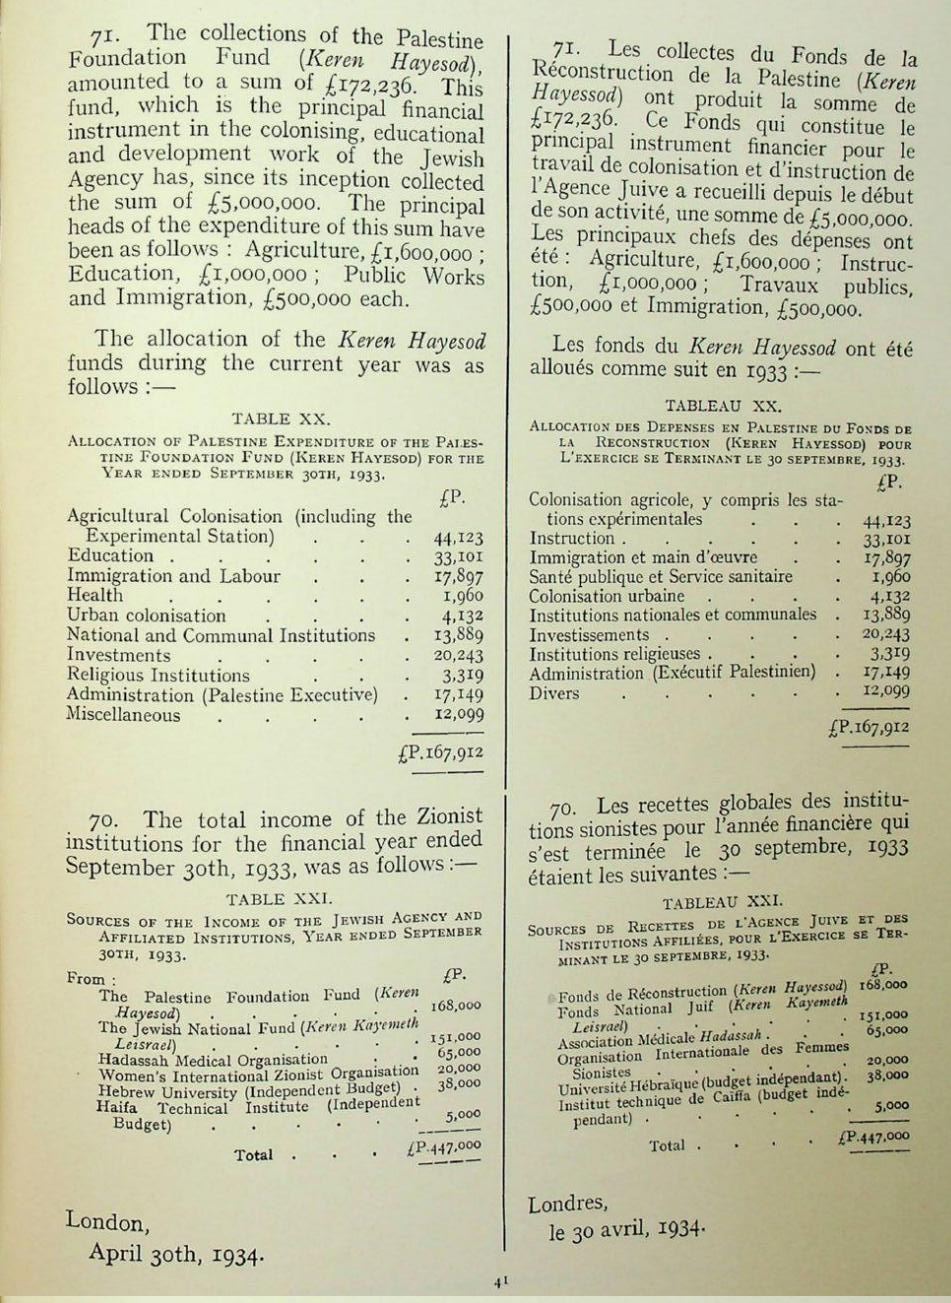 71. The collections of the Palestine
Foundation Fund (Keren Hayesod),
amounted to a sum of £172,236. This
fund, which is the principal financial
instrument in the colonising, educational
and development work of the Jewish
Agency has, since its inception collected
the sum of £5,000,000. The principal
heads of the expenditure of this sum have
been as follows : Agriculture, £1,600,000 ;
Education, £1,000,000 ; Public Works
and Immigration, £500,000 each.
The allocation of the Keren Hayesod
funds during the current year was as
follows :—
TABLE XX.
ALLOCATION OF PALESTINE EXPENDITURE OF THE PALES-
TINE FOUNDATION FUND (KEREN HAYESOD) FOR THE
YEAR ENDED SEPTEMBER 30TH, 1933.
£P.
Agricultural Colonisation (including the
Experimental Station) . . . 44,123
Education . . . . . . 33,101
Immigration and Labour . . . 17,897
Health . . . . . . 1,960
Urban colonisation . . . . 4,132
National and Communal Institutions . 13,889
Investments . . . . . 20,243
Religious Institutions . . . 3,319
Administration (Palestine Executive) . 17,149
Miscellaneous . . . . . 12,099
£P.167,912
70. The total income of the Zionist
institutions for the financial year ended
September 30th, 1933, was as follows :—
TABLE XXI.
SOURCES OF THE INCOME OF THE JEWISH AGENCY AND
AFFILIATED INSTITUTIONS, YEAR ENDED SEPTEMBER
30TH, 1933.
From : £P.
The Palestine Foundation Fund (Keren
Hayesod) . . . . . 168,000
The Jewish National Fund (Keren Kayemeth
Leisrael) . . . . . . 151,000
Hadassah Medical Organisation . . 65,000
Women's International Zionist Organisation 20,000
Hebrew University (Independent Budget) . 38,000
Haifa Technical Institute (Independent
Budget) . . . . . . 5,000
Total . . . £P.447,000
London,
April 30th, 1934.
71. Les collectes du Fonds de la
Réconstruction de la Palestine (Keren
Hayessod) ont produit la somme de
£172,236. Ce Fonds qui constitue le
principal instrument financier pour le
travail de colonisation et d'instruction de
l'Agence Juive a recueilli depuis le début
de son activité, une somme de £5,000,000.
Les principaux chefs des dépenses ont
été : Agriculture, £1,600,000 ; Instruc-
tion, £1,000,000 ; Travaux publics,
£500,000 et Immigration, £500,000.
Les fonds du Keren Hayessod ont été
alloués comme suit en 1933 :—
TABLEAU XX.
ALLOCATION DES DEPENSES EN PALESTINE DU FONDS DE
LA RECONSTRUCTION (KEREN HAYESSOD) POUR
L'EXERCICE SE TERMINANT LE 30 SEPTEMBRE, 1933.
£P.
Colonisation agricole, y compris les sta-
tions expérimentales . . . 44,123
Instruction . . . . . . 33,101
Immigration et main d'œuvre . . 17,897
Santé publique et Service sanitaire . 1,960
Colonisation urbaine . . . . 4,132
Institutions nationales et communales . 13,889
Investissements . . . . . 20,243
Institutions religieuses . . . . 3,319
Administration (Exécutif Palestinien) . 17,149
Divers . . . . . . 12,099
£P.167,912
70. Les recettes globales des institu-
tions sionistes pour l'année financière qui
s'est terminée le 30 septembre, 1933
étaient les suivantes :—
TABLEAU XXI.
SOURCES DE RECETTES DE L'AGENCE JUIVE ET DES
INSTITUTIONS AFFILIÉES, POUR L'EXERCICE SE TER-
MINANT LE 30 SEPTEMBRE, 1933.
£P.
Fonds de Réconstruction (Keren Hayessod) 168,000
Fonds National Juif (Keren Kayemeth
Leisrael) . . . . . 151,000
Association Médicale Hadassah . . . 65,000
Organisation Internationale des Femmes
Sionistes . . . . . 20,000
Université Hébraïque (budget indépendant) . 38,000
Institut technique de Caïffa (budget indé-
pendant) . . . . . . 5,000
Total . . . . £P.447,000
Londres,
le 30 avril, 1934.
41